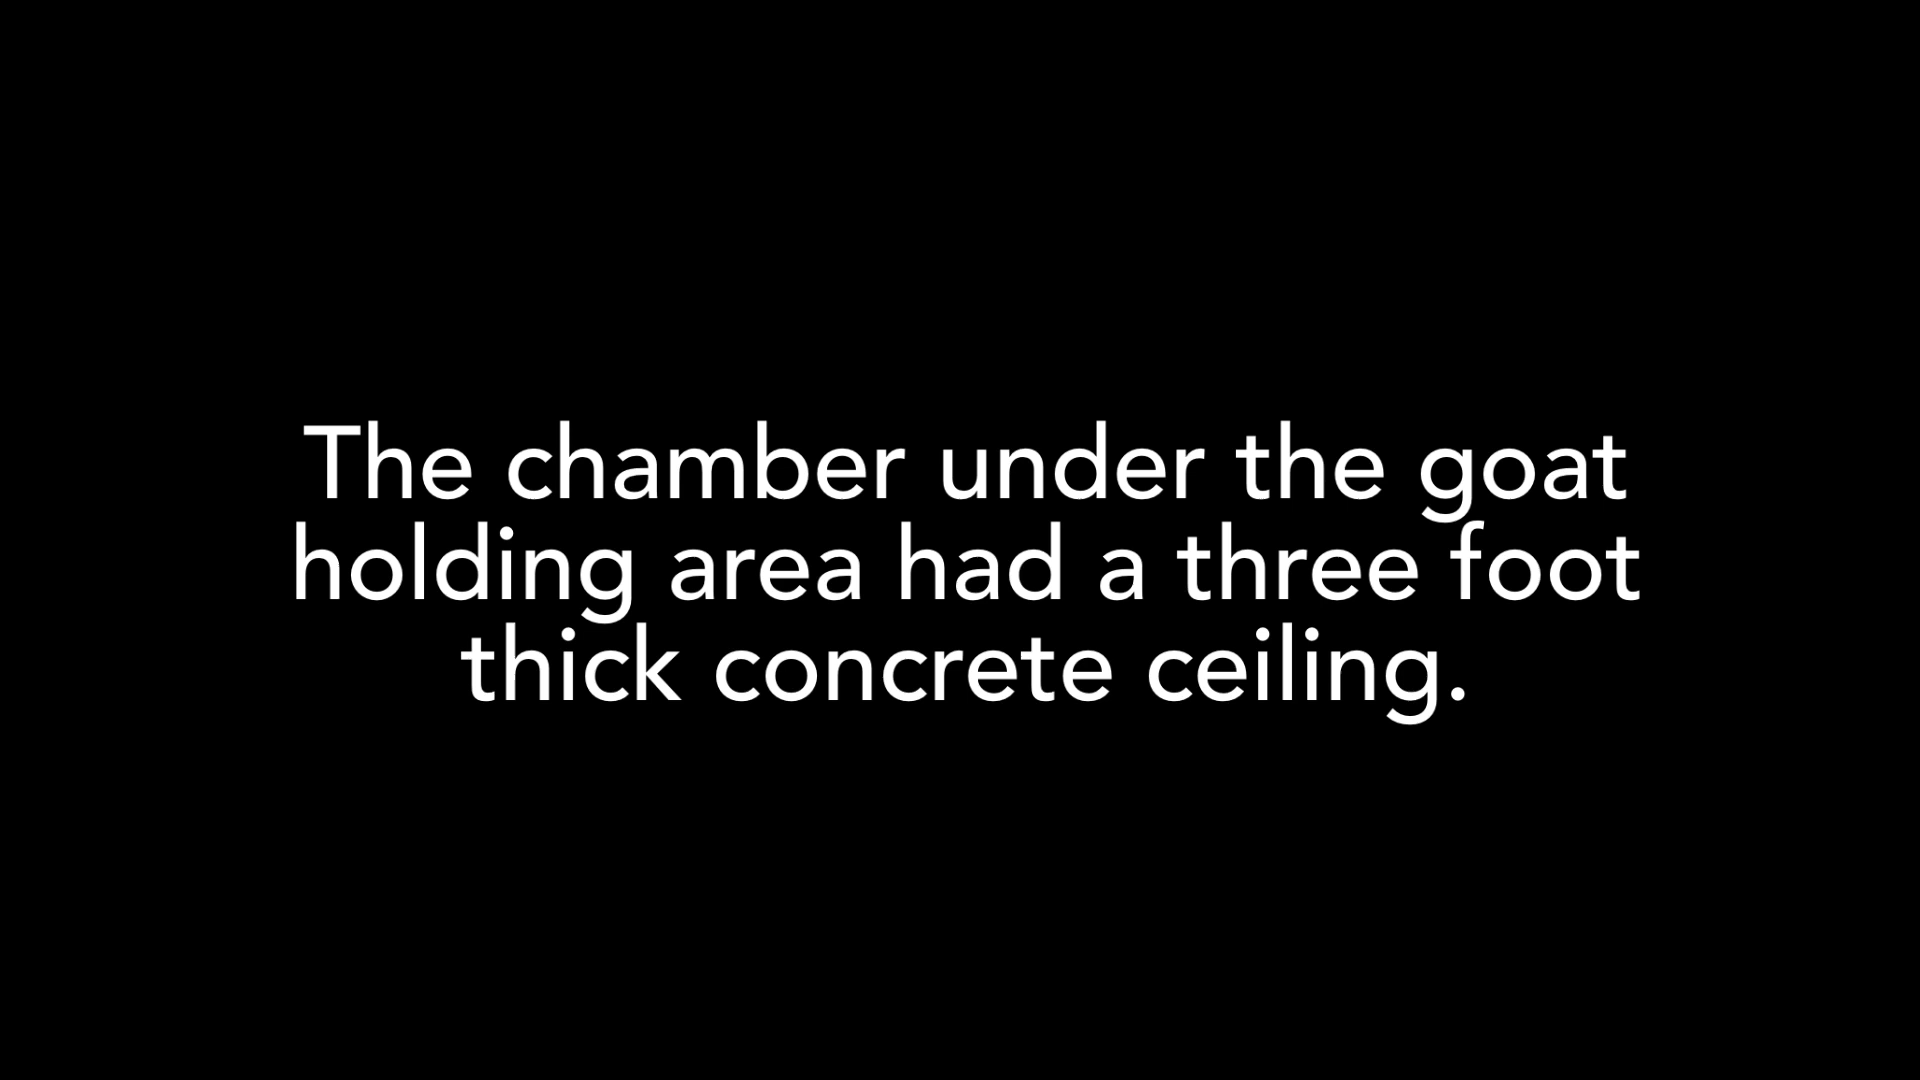 The chamber under the goat
holding area had a three foot
thick concrete ceiling.